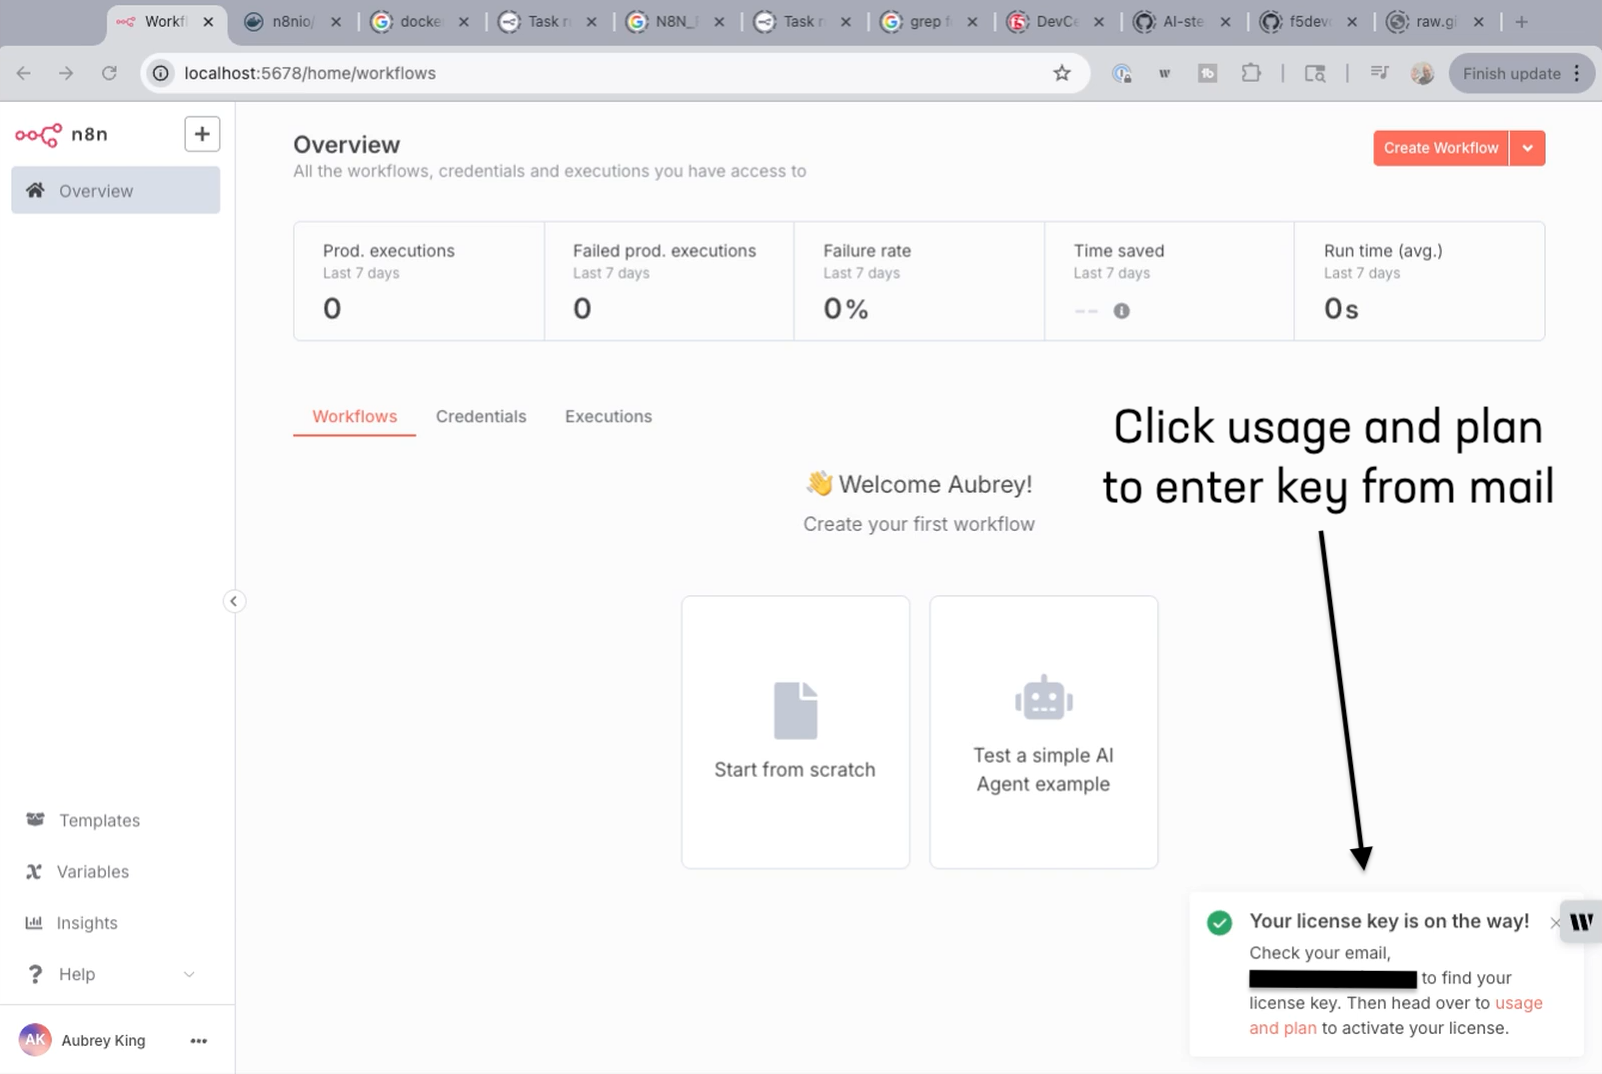 Workfl
n8nio/
docke
Task r
N8N_
Task r
grep f
DevCe
AI-ste
f5devc
raw.gi
localhost:5678/home/workflows
Finish update
n8n
Overview
Overview
All the workflows, credentials and executions you have access to
Create Workflow
Prod. executions
Last 7 days
0
Failed prod. executions
Last 7 days
0
Failure rate
Last 7 days
0%
Time saved
Last 7 days
--
Run time (avg.)
Last 7 days
0s
Workflows
Credentials
Executions
Click usage and plan
to enter key from mail
👋 Welcome Aubrey!
Create your first workflow
Start from scratch
Test a simple AI
Agent example
Templates
Variables
Insights
Help
AK
Aubrey King
Your license key is on the way!
Check your email,
to find your
license key. Then head over to usage
and plan to activate your license.